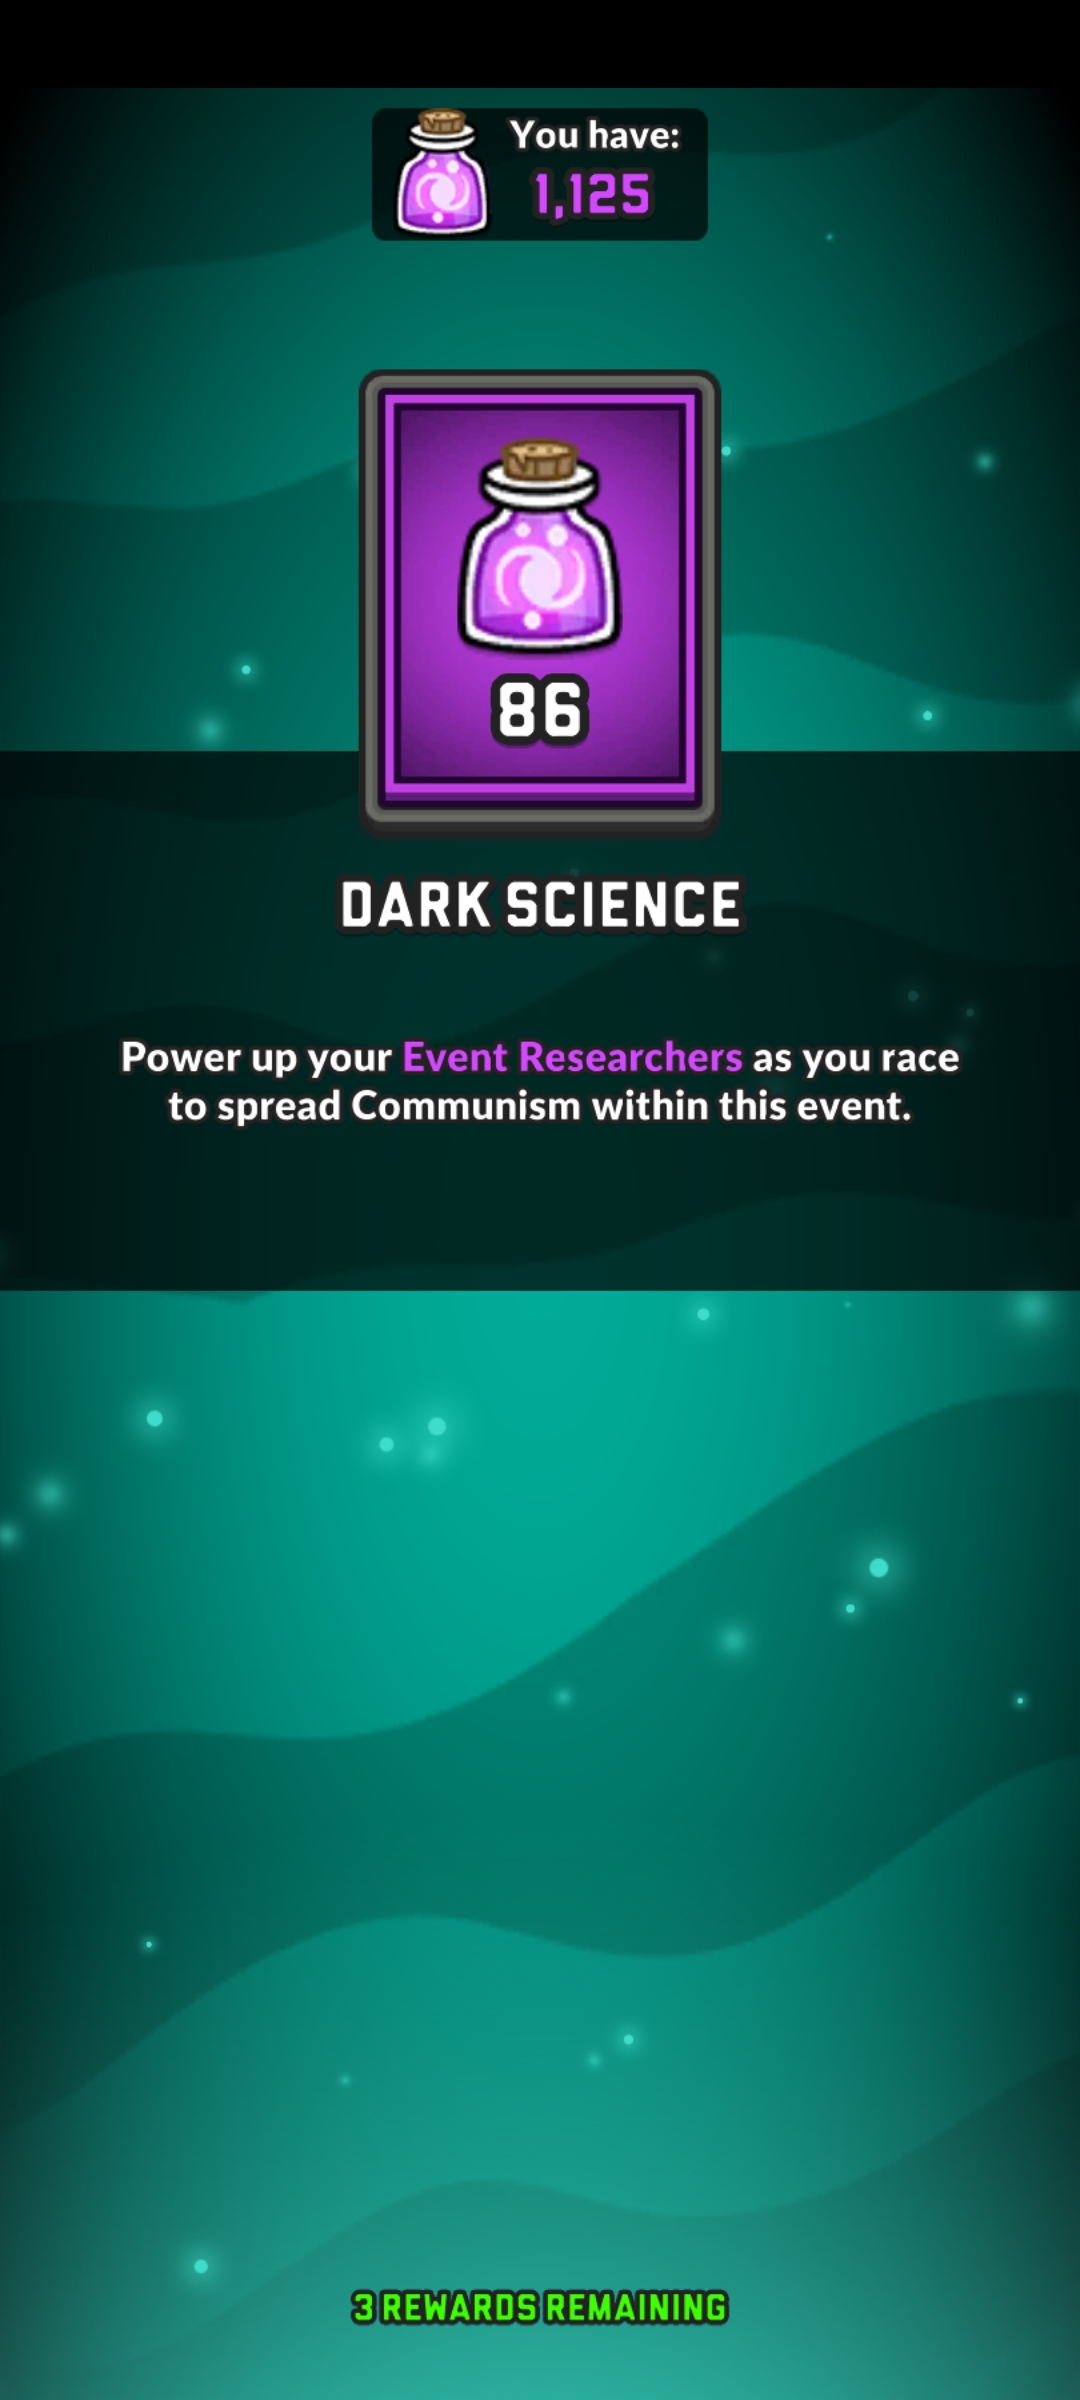 You have:
1,125
86
DARK SCIENCE
Power up your Event Researchers as you race
to spread Communism within this event.
3 REWARDS REMAINING